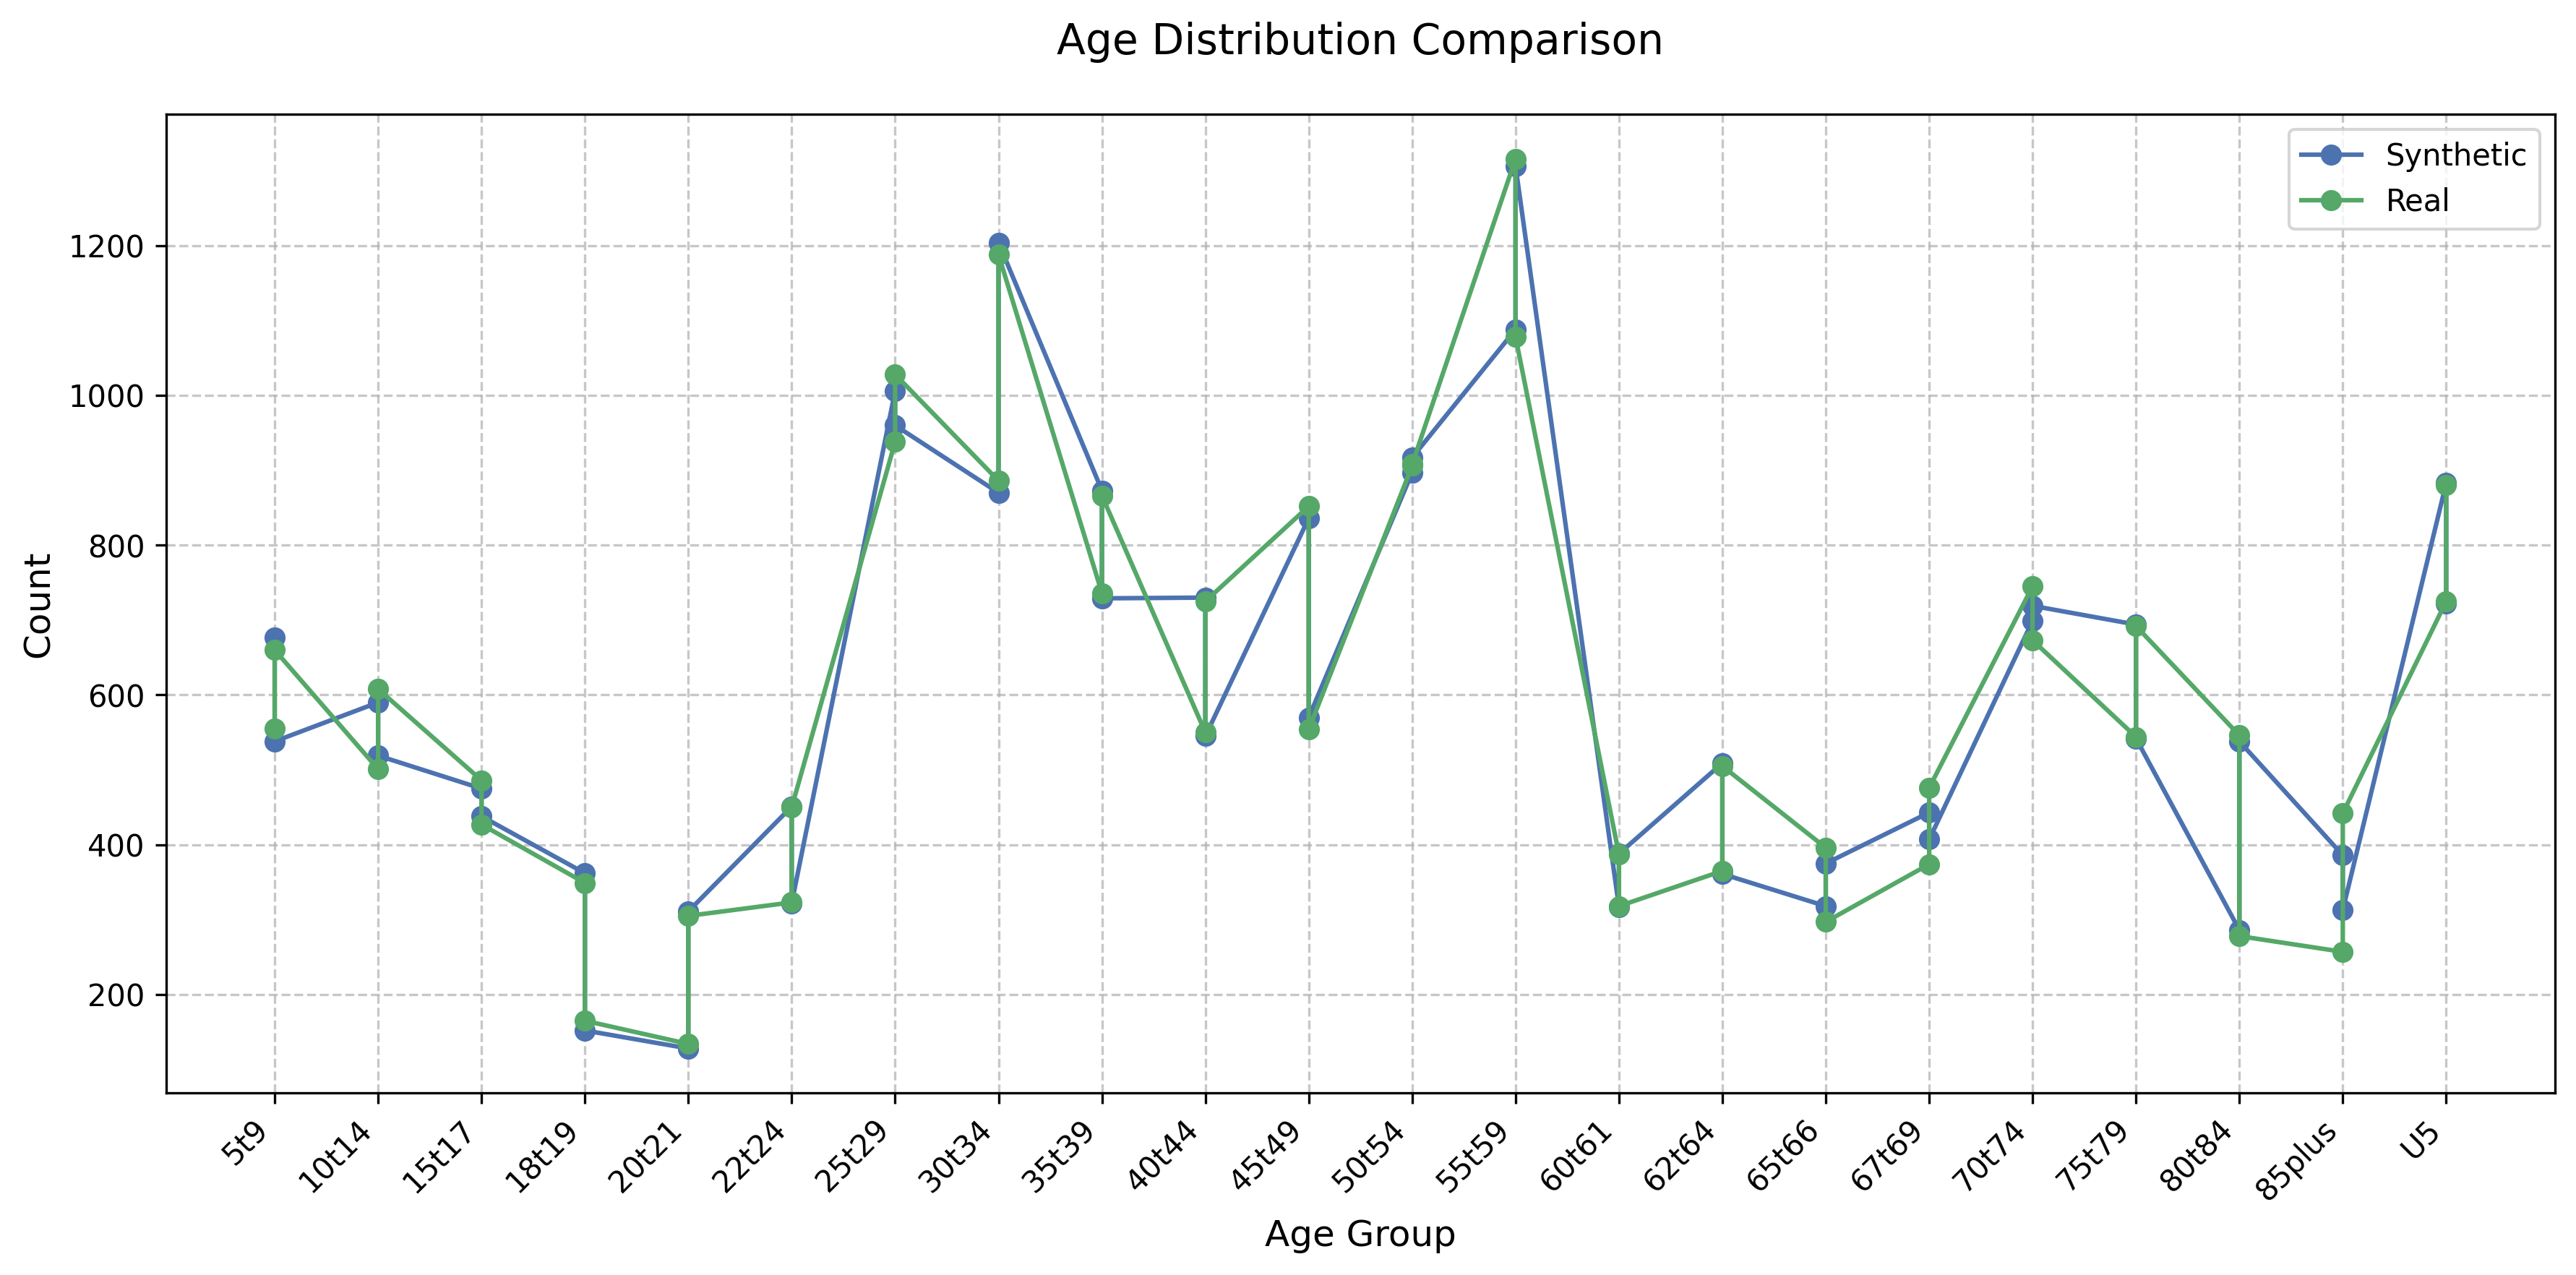 Age Distribution Comparison
Synthetic
Real
1200
1000
800
600
400
200
Count
5t9
10t14
15t17
18t19
20t21
22t24
25t29
30t34
35t39
40t44
45t49
50t54
55t59
60t61
62t64
65t66
67t69
70t74
75t79
80t84
85plus
U5
Age Group